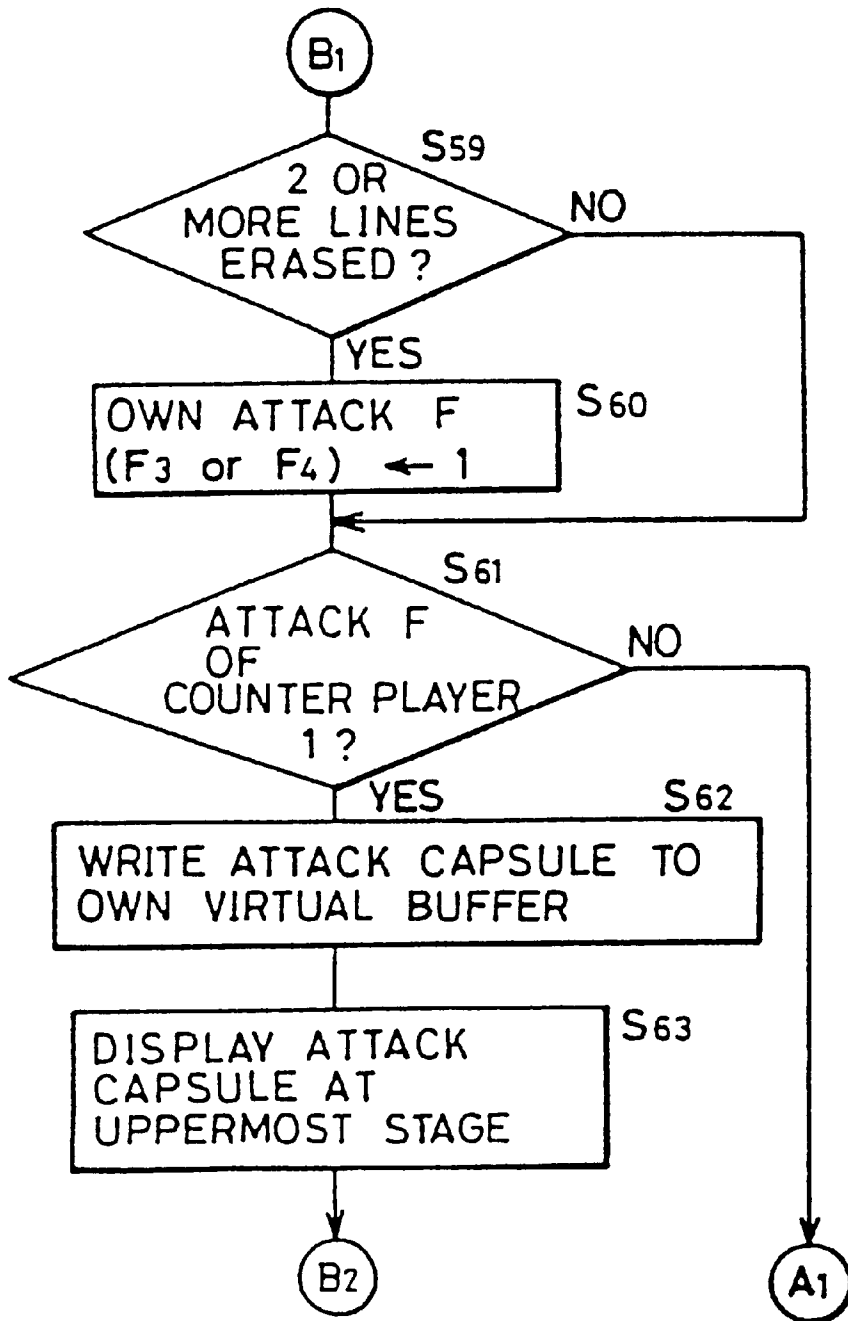 B1
S59
2 OR
MORE LINES
ERASED ?
NO
YES
OWN ATTACK F
(F3 or F4) ← 1
S60
S61
ATTACK F
OF
COUNTER PLAYER
1 ?
NO
YES
S62
WRITE ATTACK CAPSULE TO
OWN VIRTUAL BUFFER
S63
DISPLAY ATTACK
CAPSULE AT
UPPERMOST STAGE
B2
A1